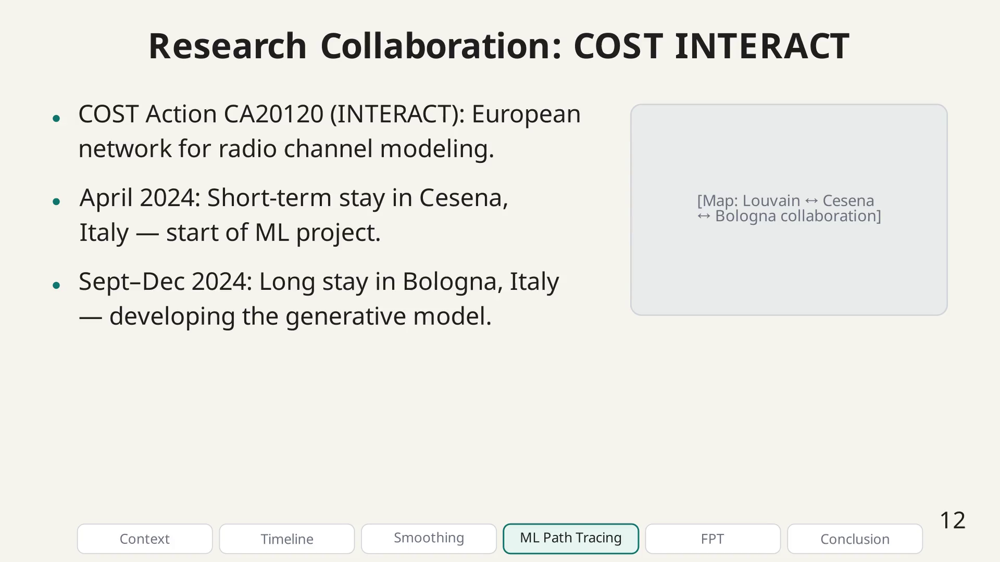 Research Collaboration: COST INTERACT
• COST Action CA20120 (INTERACT): European
network for radio channel modeling.
• April 2024: Short-term stay in Cesena,
Italy — start of ML project.
• Sept–Dec 2024: Long stay in Bologna, Italy
— developing the generative model.
[Map: Louvain ↔ Cesena
↔ Bologna collaboration]
12
Context
Timeline
Smoothing
ML Path Tracing
FPT
Conclusion